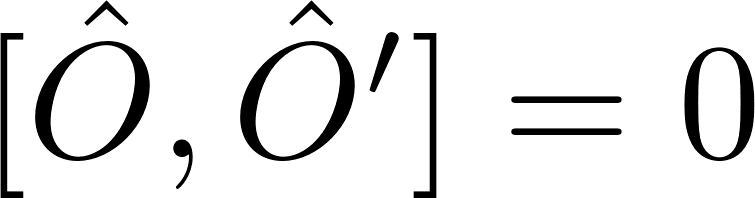 [Ô, Ô′] = 0